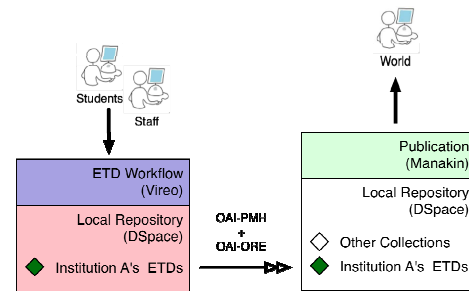 World
Students
Staff
ETD Workflow
(Vireo)
Local Repository
(DSpace)
Institution A's ETDs
OAI-PMH
+
OAI-ORE
Publication
(Manakin)
Local Repository
(DSpace)
Other Collections
Institution A's ETDs